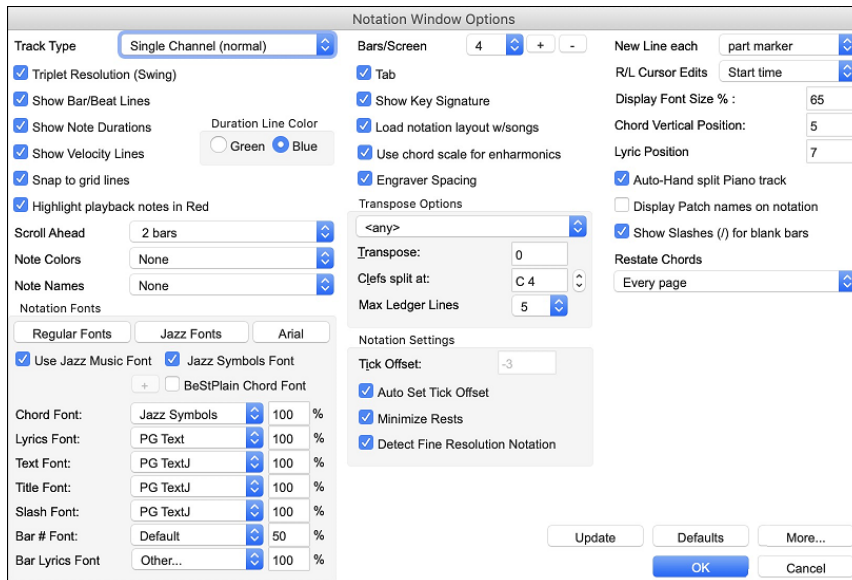 Notation Window Options
Track Type Single Channel (normal)
Triplet Resolution (Swing)
Show Bar/Beat Lines
Show Note Durations
Duration Line Color
Green Blue
Show Velocity Lines
Snap to grid lines
Highlight playback notes in Red
Scroll Ahead 2 bars
Note Colors None
Note Names None
Notation Fonts
Regular Fonts Jazz Fonts Arial
Use Jazz Music Font Jazz Symbols Font
+ BeStPlain Chord Font
Chord Font: Jazz Symbols 100 %
Lyrics Font: PG Text 100 %
Text Font: PG TextJ 100 %
Title Font: PG TextJ 100 %
Slash Font: PG TextJ 100 %
Bar # Font: Default 50 %
Bar Lyrics Font Other... 100 %
Bars/Screen 4 + -
Tab
Show Key Signature
Load notation layout w/songs
Use chord scale for enharmonics
Engraver Spacing
Transpose Options
<any>
Transpose: 0
Clefs split at: C 4
Max Ledger Lines 5
Notation Settings
Tick Offset: -3
Auto Set Tick Offset
Minimize Rests
Detect Fine Resolution Notation
New Line each part marker
R/L Cursor Edits Start time
Display Font Size % : 65
Chord Vertical Position: 5
Lyric Position 7
Auto-Hand split Piano track
Display Patch names on notation
Show Slashes (/) for blank bars
Restate Chords
Every page
Update Defaults More...
OK Cancel